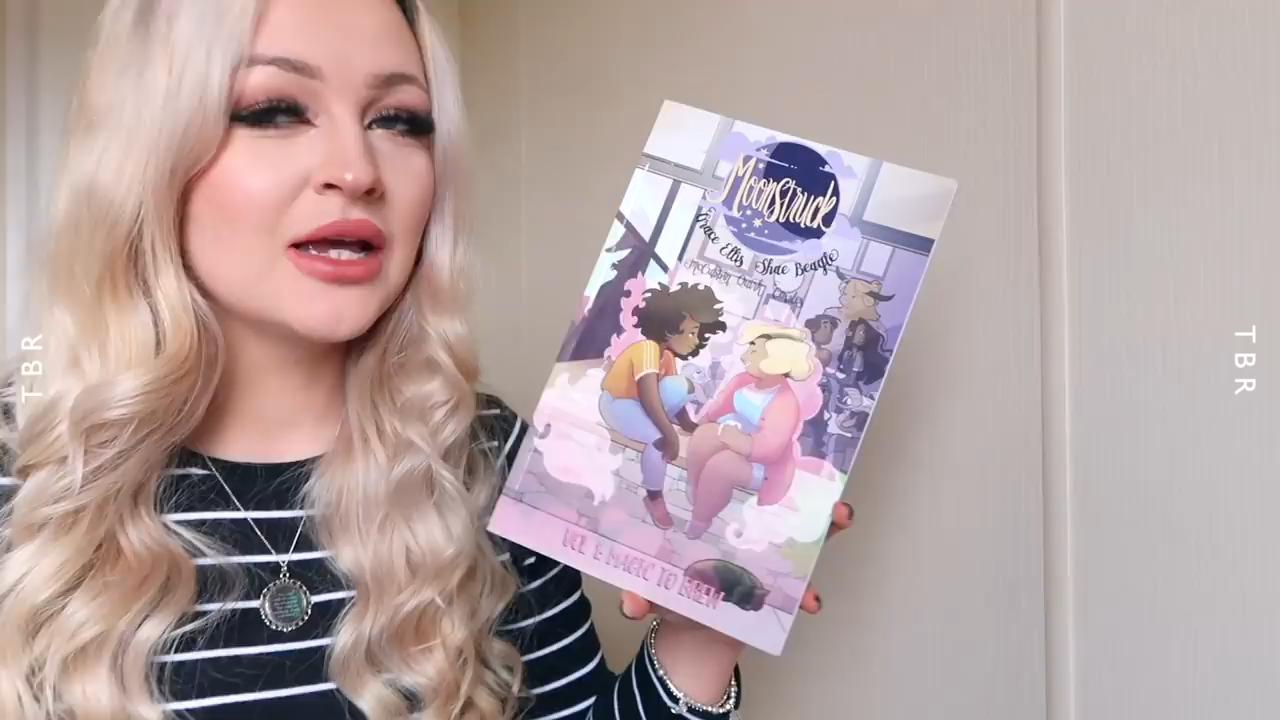 TBR
Moonstruck
Grace Ellis Shae Beagle
VOL 1: MAGIC TO BREW
TBR